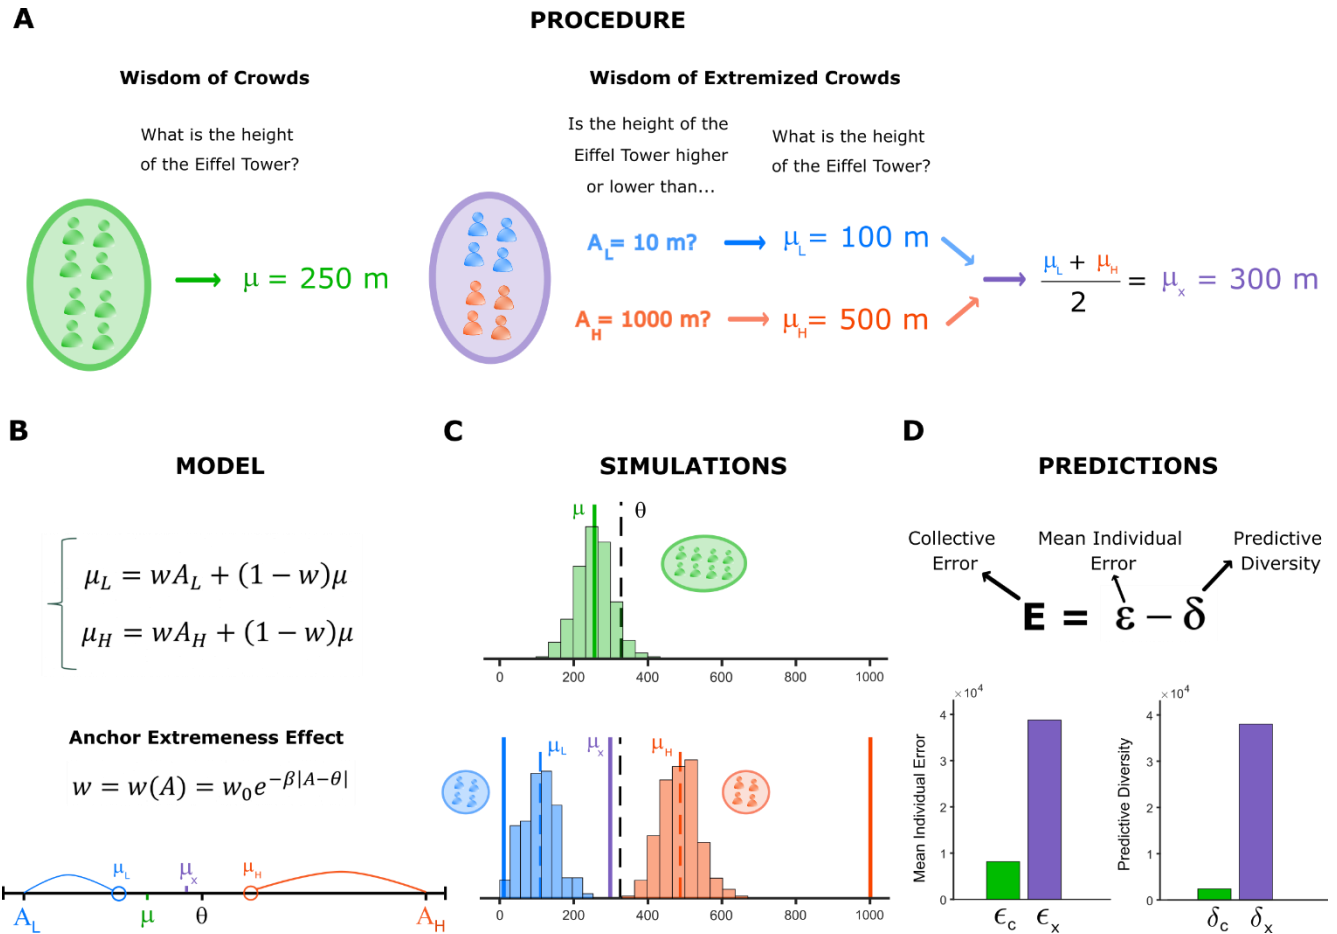 A
PROCEDURE
Wisdom of Crowds
What is the height
of the Eiffel Tower?
μ = 250 m
Wisdom of Extremized Crowds
Is the height of the
Eiffel Tower higher
or lower than...
What is the height
of the Eiffel Tower?
A_L= 10 m?
μ_L= 100 m
A_H= 1000 m?
μ_H= 500 m
(μ_L + μ_H)/2 = μ_x = 300 m
B
MODEL
μ_L = wA_L + (1 − w)μ
μ_H = wA_H + (1 − w)μ
Anchor Extremeness Effect
w = w(A) = w_0e^{−β|A−θ|}
μ_L μ_x μ_H
A_L μ θ A_H
C
SIMULATIONS
μ θ
0 200 400 600 800 1000
μ_L μ_x μ_H
0 200 400 600 800 1000
D
PREDICTIONS
Collective
Error
Mean Individual
Error
Predictive
Diversity
E = ε − δ
× 10^4
4
3
2
1
0
Mean Individual Error
ϵ_c ϵ_x
× 10^4
4
3
2
1
0
Predictive Diversity
δ_c δ_x